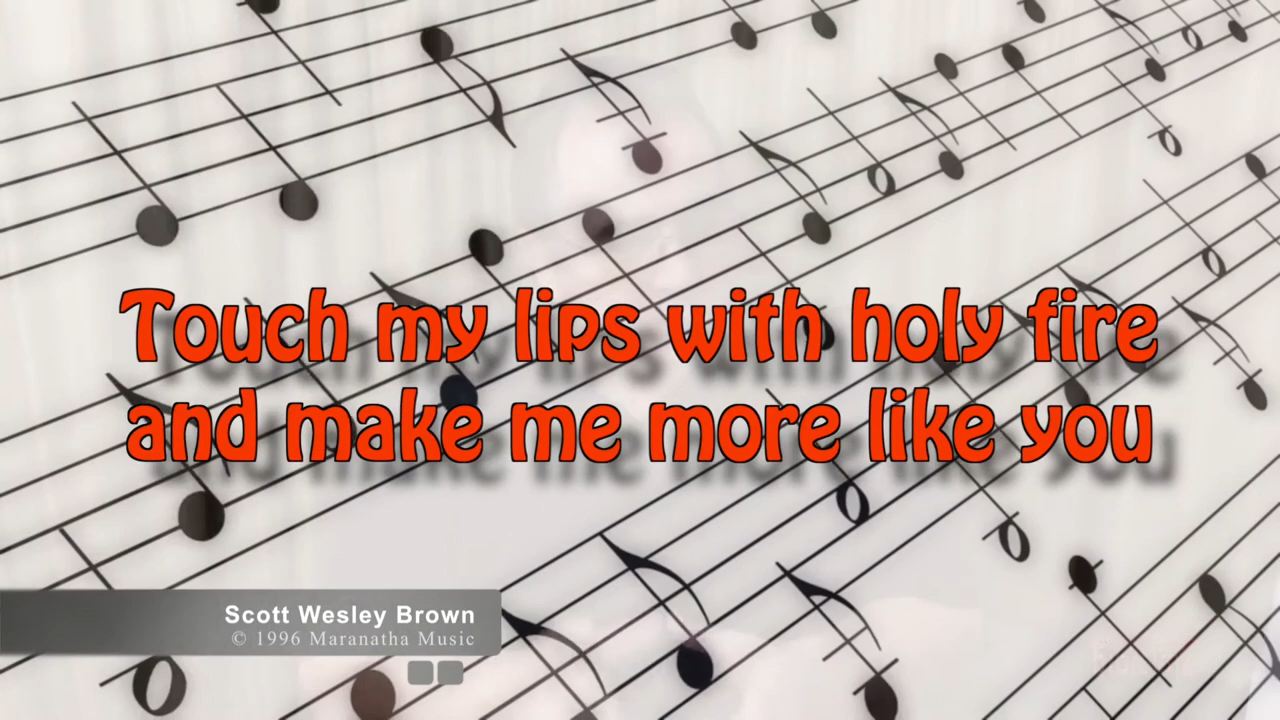 Touch my lips with holy fire
and make me more like you
Scott Wesley Brown
© 1996 Maranatha Music